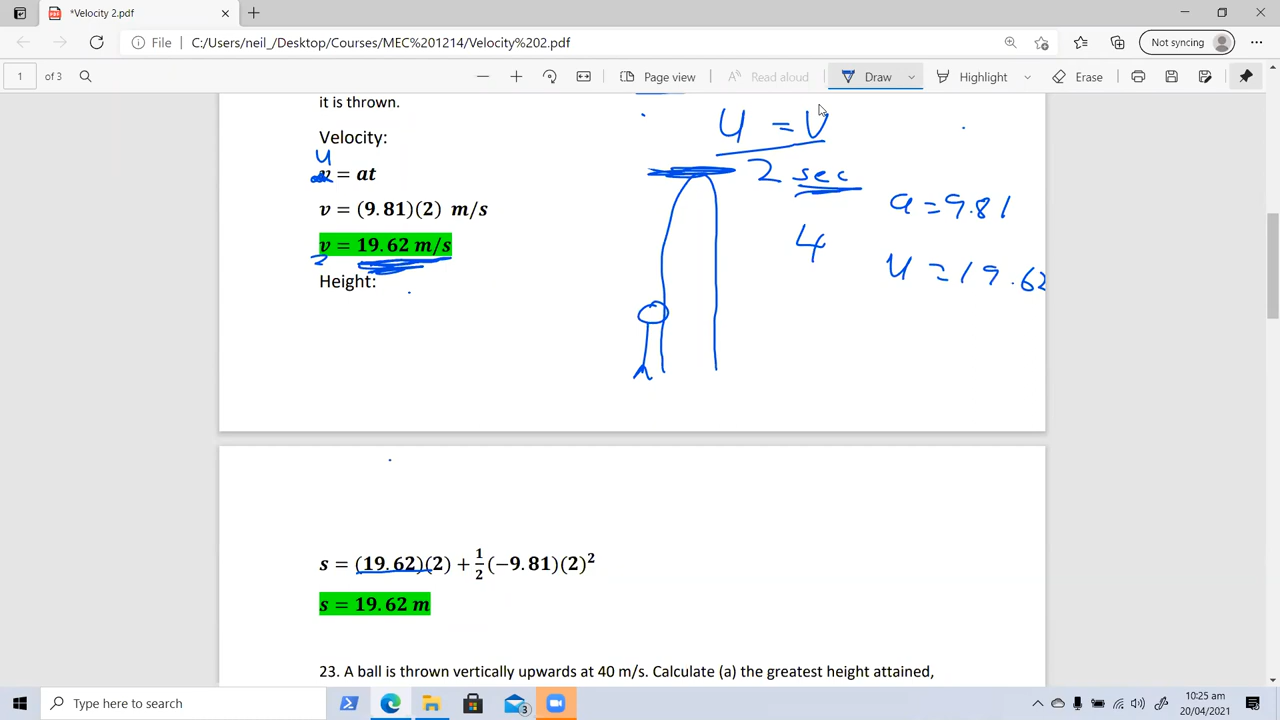 *Velocity 2.pdf
File C:/Users/neil_/Desktop/Courses/MEC%201214/Velocity%202.pdf Not syncing
1 of 3 Page view Read aloud Draw Highlight Erase
it is thrown.
u = v
Velocity:
u
v = at
2 sec
a = 9.81
v = (9.81)(2) m/s
4
v = 19.62 m/s
u = 19.62
Height:
s = (19.62)(2) + 1/2 (−9.81)(2)²
s = 19.62 m
23. A ball is thrown vertically upwards at 40 m/s. Calculate (a) the greatest height attained,
Type here to search
3
10:25 am
20/04/2021
3